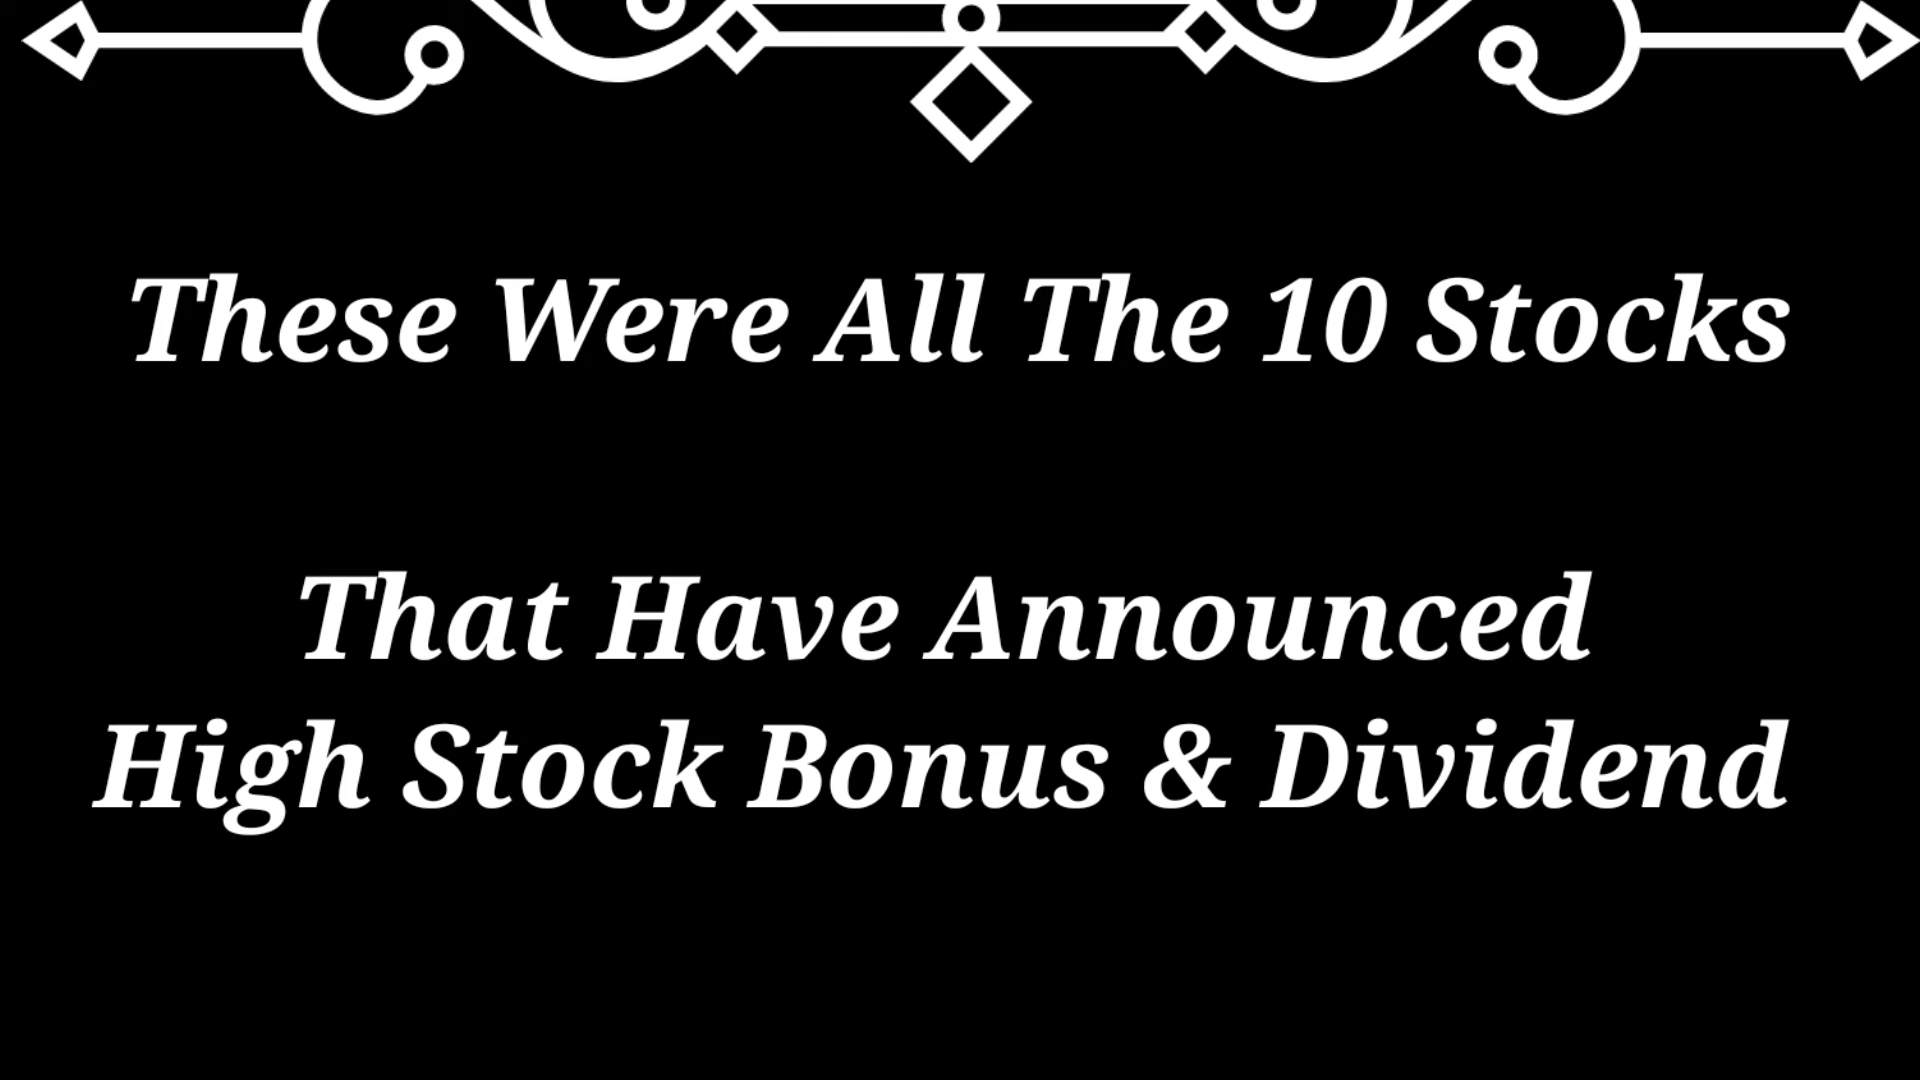 These Were All The 10 Stocks
That Have Announced
High Stock Bonus & Dividend